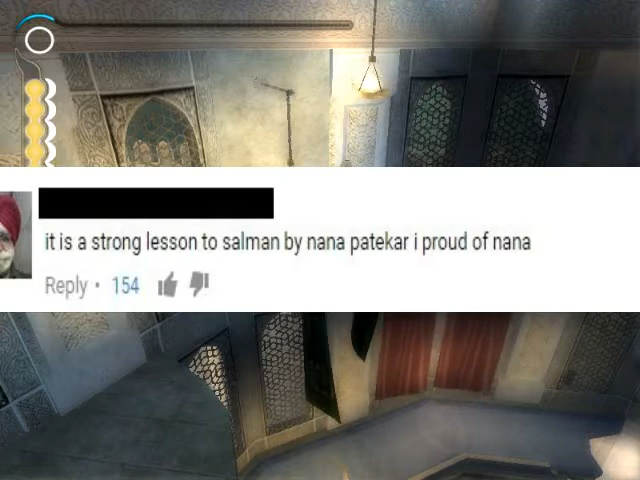 it is a strong lesson to salman by nana patekar i proud of nana
Reply • 154